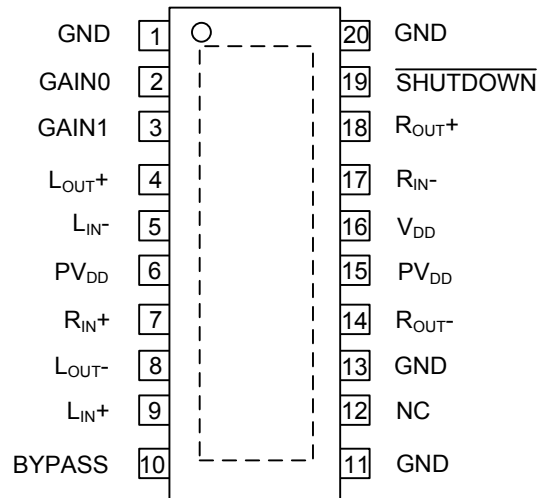 GND 1 20 GND
GAIN0 2 19 SHUTDOWN
GAIN1 3 18 ROUT+
LOUT+ 4 17 RIN-
LIN- 5 16 VDD
PVDD 6 15 PVDD
RIN+ 7 14 ROUT-
LOUT- 8 13 GND
LIN+ 9 12 NC
BYPASS 10 11 GND